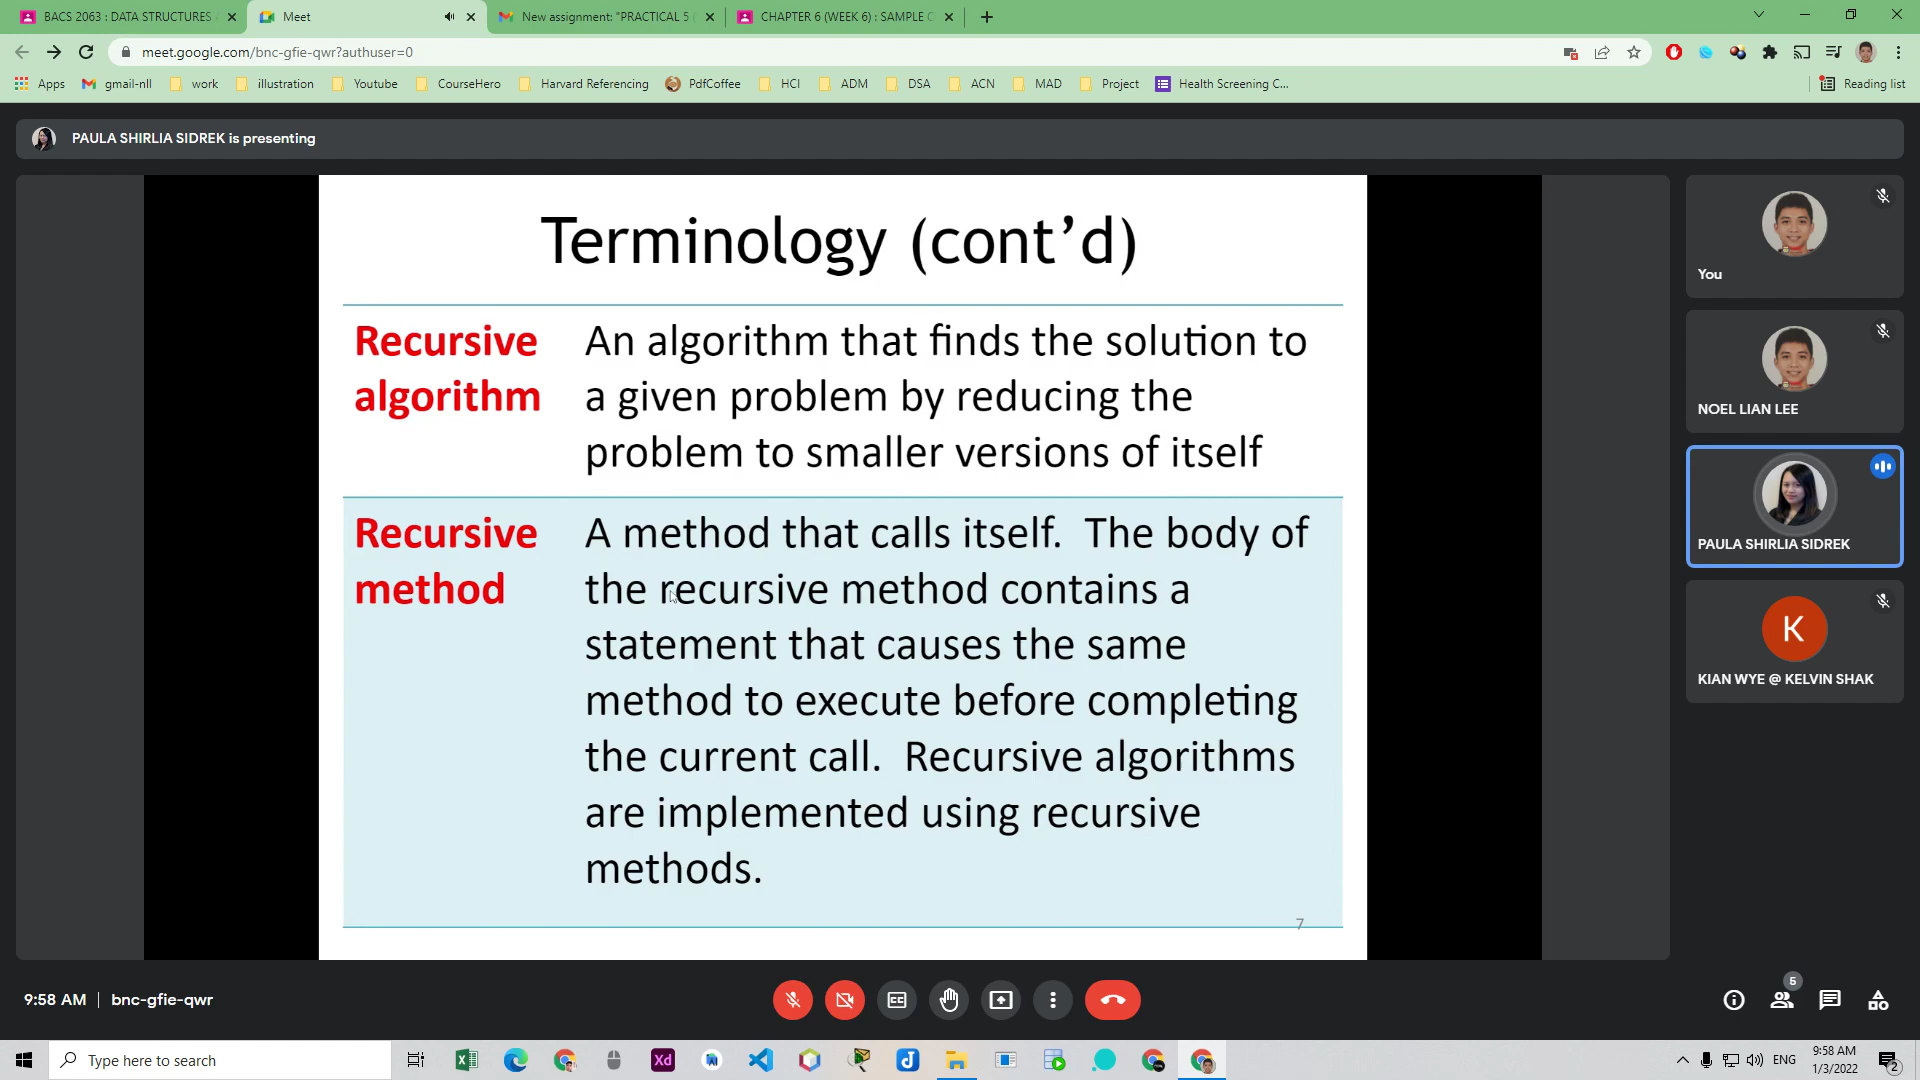 BACS 2063 : DATA STRUCTURES
Meet
New assignment: "PRACTICAL 5 (
CHAPTER 6 (WEEK 6) : SAMPLE C
meet.google.com/bnc-gfie-qwr?authuser=0
Apps
gmail-nll
work
illustration
Youtube
CourseHero
Harvard Referencing
PdfCoffee
HCI
ADM
DSA
ACN
MAD
Project
Health Screening C...
Reading list
PAULA SHIRLIA SIDREK is presenting
Terminology (cont'd)
Recursive
algorithm
An algorithm that finds the solution to
a given problem by reducing the
problem to smaller versions of itself
Recursive
method
A method that calls itself. The body of
the recursive method contains a
statement that causes the same
method to execute before completing
the current call. Recursive algorithms
are implemented using recursive
methods.
7
You
NOEL LIAN LEE
PAULA SHIRLIA SIDREK
K
KIAN WYE @ KELVIN SHAK
9:58 AM | bnc-gfie-qwr
5
Type here to search
Xd
ENG
9:58 AM
1/3/2022
2